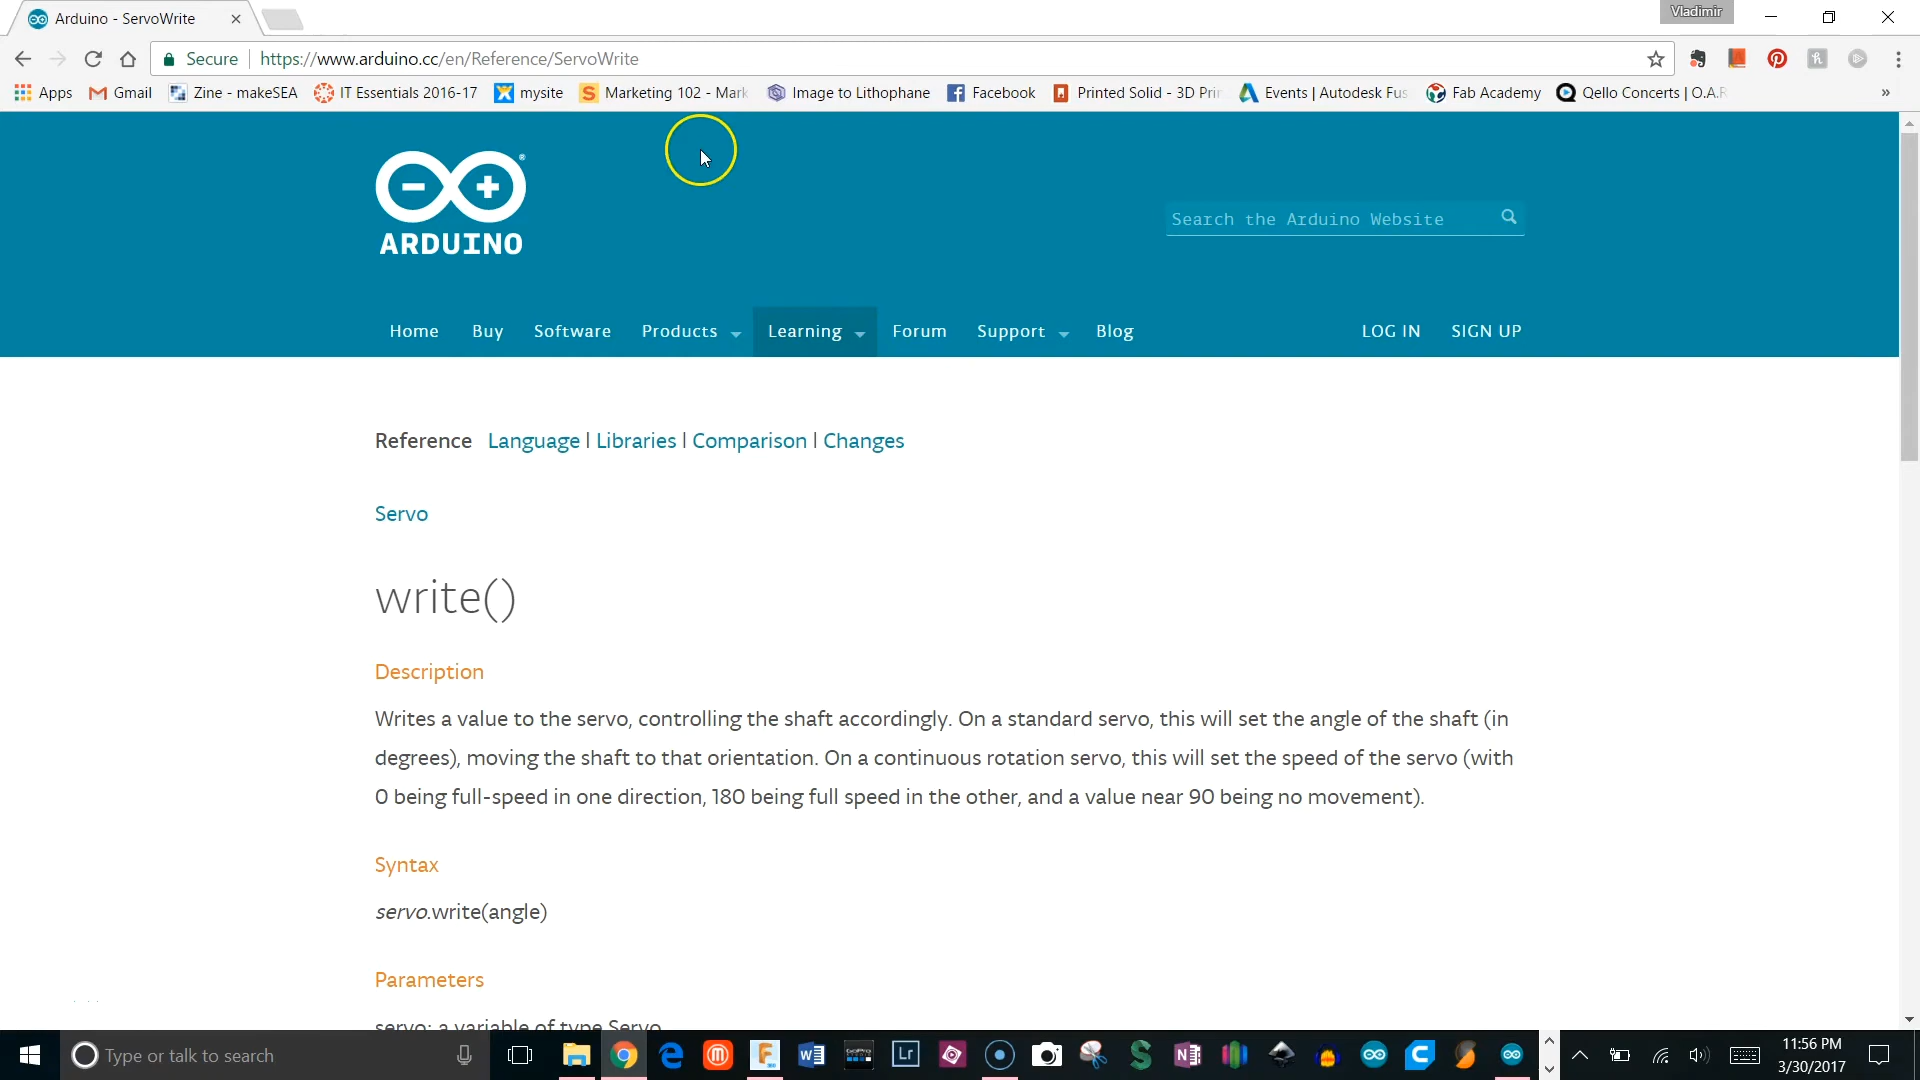 Arduino - ServoWrite
Vladimir
Secure
https://www.arduino.cc/en/Reference/ServoWrite
Apps Gmail Zine - makeSEA IT Essentials 2016-17 mysite Marketing 102 - Mark Image to Lithophane Facebook Printed Solid - 3D Prin Events | Autodesk Fus Fab Academy Qello Concerts | O.A.R
ARDUINO
Search the Arduino Website
Home Buy Software Products Learning Forum Support Blog LOG IN SIGN UP
Reference Language | Libraries | Comparison | Changes
Servo
write()
Description
Writes a value to the servo, controlling the shaft accordingly. On a standard servo, this will set the angle of the shaft (in
degrees), moving the shaft to that orientation. On a continuous rotation servo, this will set the speed of the servo (with
0 being full-speed in one direction, 180 being full speed in the other, and a value near 90 being no movement).
Syntax
servo.write(angle)
Parameters
servo: a variable of type Servo
Type or talk to search
11:56 PM
3/30/2017